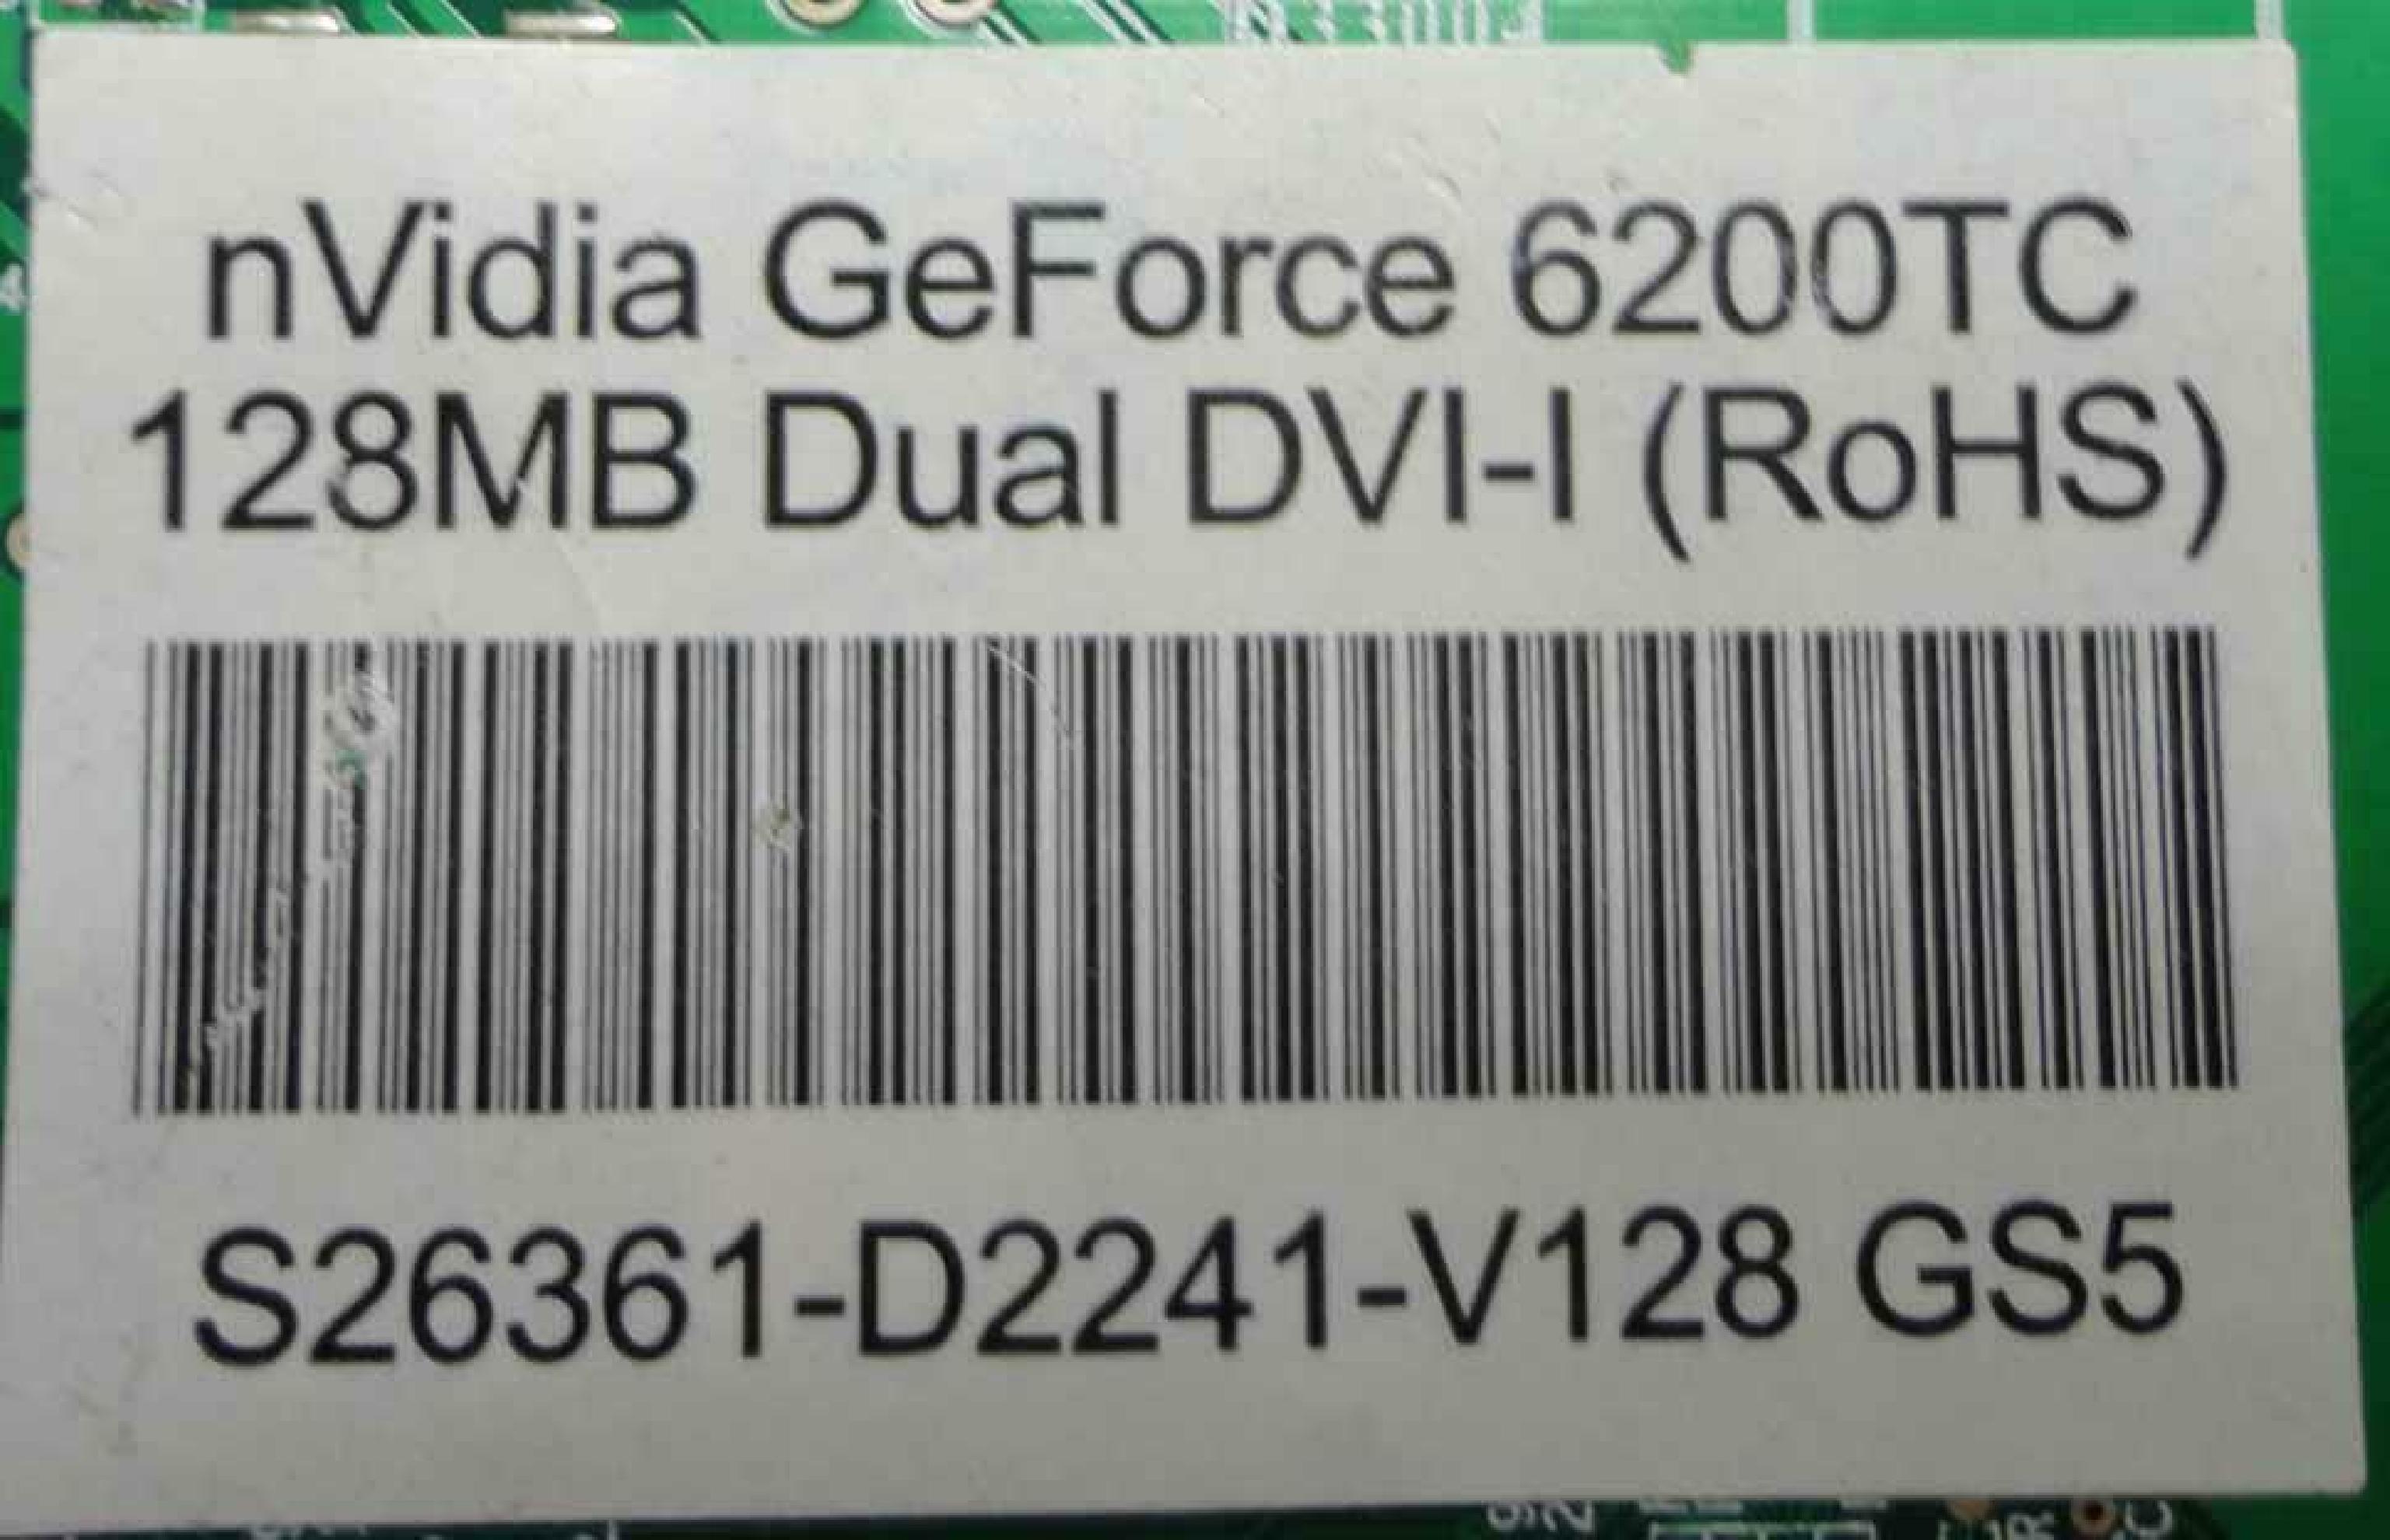 nVidia GeForce 6200TC
128MB Dual DVI-I (RoHS)
S26361-D2241-V128 GS5